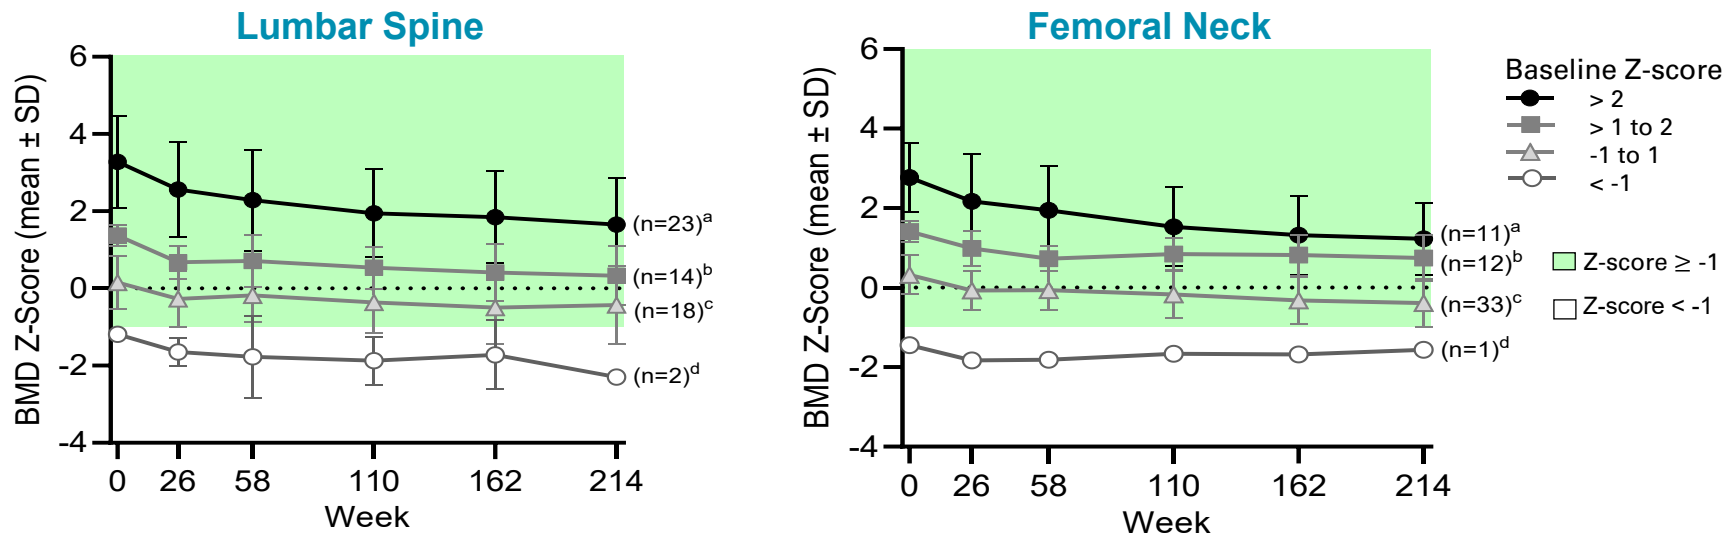 Lumbar Spine
BMD Z-Score (mean ± SD)
6
4
2
0
-2
-4
0 26 58 110 162 214
Week
(n=23)ᵃ
(n=14)ᵇ
(n=18)ᶜ
(n=2)ᵈ
Femoral Neck
BMD Z-Score (mean ± SD)
6
4
2
0
-2
-4
0 26 58 110 162 214
Week
(n=11)ᵃ
(n=12)ᵇ
(n=33)ᶜ
(n=1)ᵈ
Baseline Z-score
> 2
> 1 to 2
-1 to 1
< -1
Z-score ≥ -1
Z-score < -1